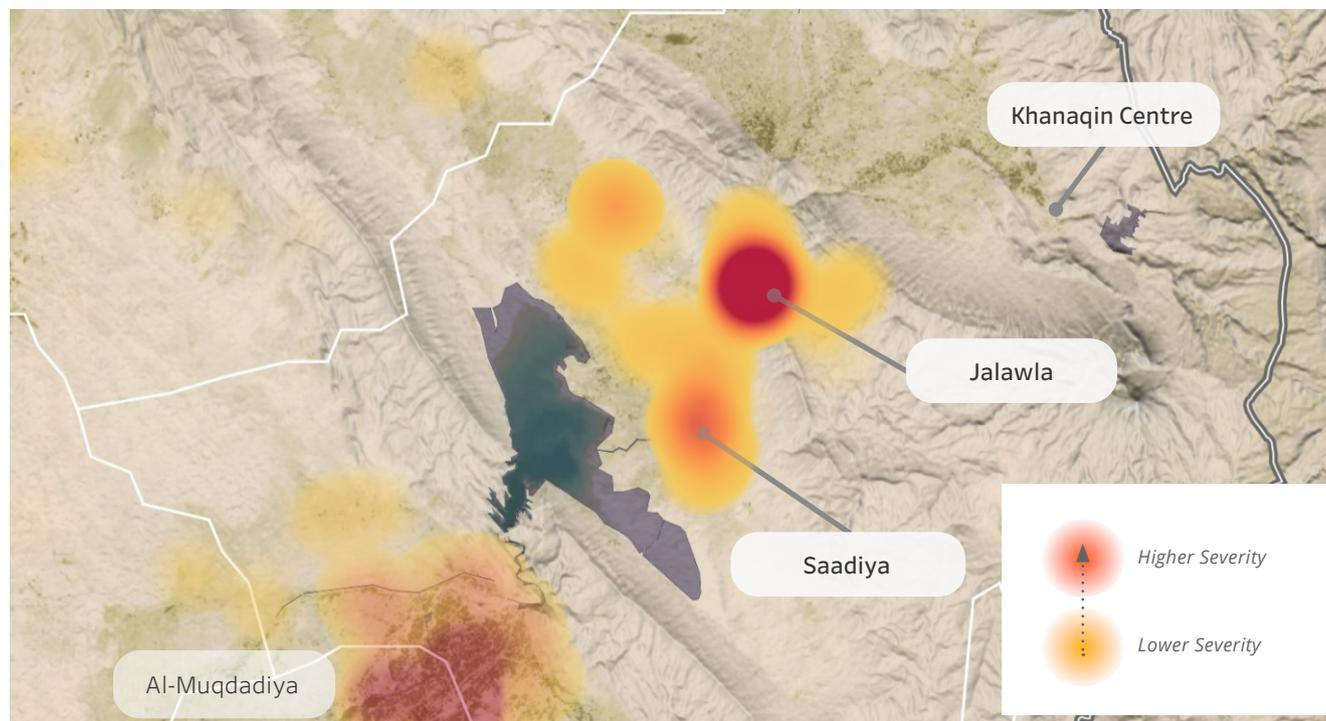 Khanaqin Centre
Jalawla
Saadiya
Higher Severity
Lower Severity
Al-Muqdadiya